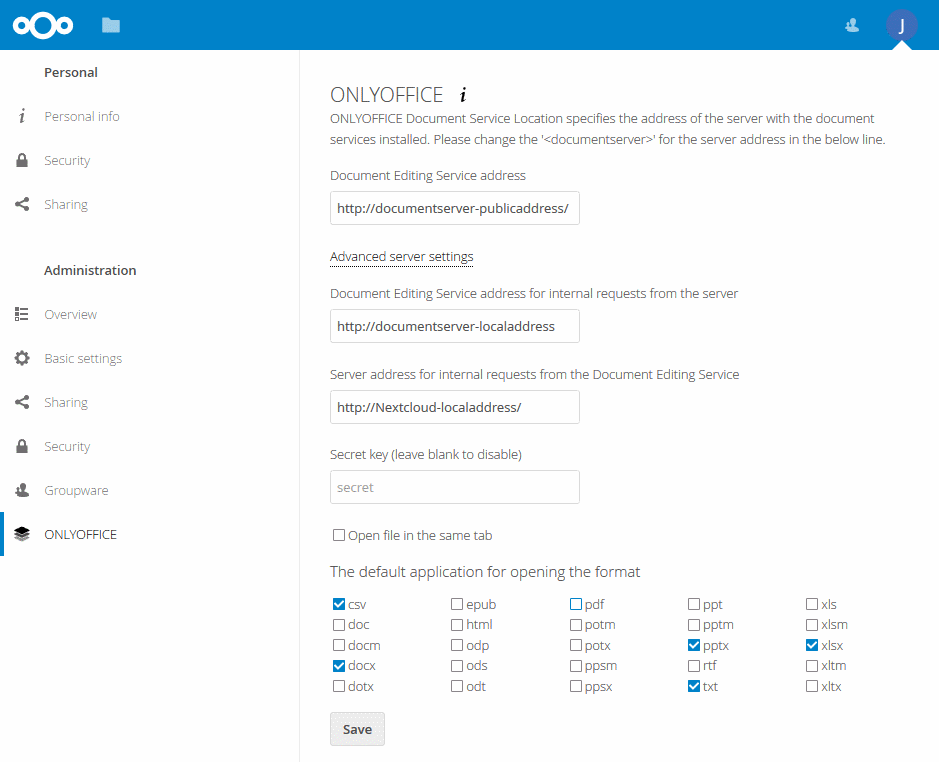 J
Personal
Personal info
Security
Sharing
Administration
Overview
Basic settings
Sharing
Security
Groupware
ONLYOFFICE
ONLYOFFICE i
ONLYOFFICE Document Service Location specifies the address of the server with the document
services installed. Please change the '<documentserver>' for the server address in the below line.
Document Editing Service address
http://documentserver-publicaddress/
Advanced server settings
Document Editing Service address for internal requests from the server
http://documentserver-localaddress
Server address for internal requests from the Document Editing Service
http://Nextcloud-localaddress/
Secret key (leave blank to disable)
secret
Open file in the same tab
The default application for opening the format
csv epub pdf ppt xls
doc html potm pptm xlsm
docm odp potx pptx xlsx
docx ods ppsm rtf xltm
dotx odt ppsx txt xltx
Save